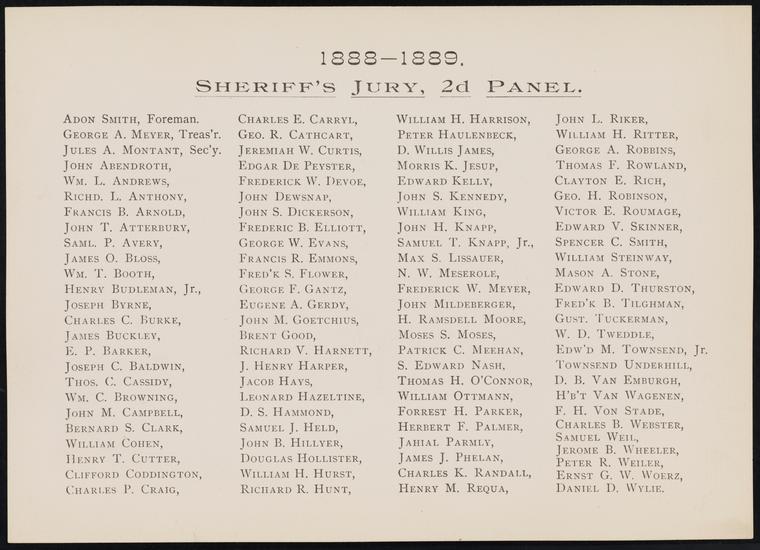 1888—1889.
Sheriff's Jury, 2d Panel.
Adon Smith, Foreman.
George A. Meyer, Treas'r.
Jules A. Montant, Sec'y.
John Abendroth,
Wm. L. Andrews,
Richd. L. Anthony,
Francis B. Arnold,
John T. Atterbury,
Saml. P. Avery,
James O. Bloss,
Wm. T. Booth,
Henry Budleman, Jr.,
Joseph Byrne,
Charles C. Burke,
James Buckley,
E. P. Barker,
Joseph C. Baldwin,
Thos. C. Cassidy,
Wm. C. Browning,
John M. Campbell,
Bernard S. Clark,
William Cohen,
Henry T. Cutter,
Clifford Coddington,
Charles P. Craig,
Charles E. Carryl,
Geo. R. Cathcart,
Jeremiah W. Curtis,
Edgar De Peyster,
Frederick W. Devoe,
John Dewsnap,
John S. Dickerson,
Frederic B. Elliott,
George W. Evans,
Francis R. Emmons,
Fred'k S. Flower,
George F. Gantz,
Eugene A. Gerdy,
John M. Goetchius,
Brent Good,
Richard V. Harnett,
J. Henry Harper,
Jacob Hays,
Leonard Hazeltine,
D. S. Hammond,
Samuel J. Held,
John B. Hillyer,
Douglas Hollister,
William H. Hurst,
Richard R. Hunt,
William H. Harrison,
Peter Haulenbeck,
D. Willis James,
Morris K. Jesup,
Edward Kelly,
John S. Kennedy,
William King,
John H. Knapp,
Samuel T. Knapp, Jr.,
Max S. Lissauer,
N. W. Meserole,
Frederick W. Meyer,
John Mildeberger,
H. Ramsdell Moore,
Moses S. Moses,
Patrick C. Meehan,
S. Edward Nash,
Thomas H. O'Connor,
William Ottmann,
Forrest H. Parker,
Herbert F. Palmer,
Jahial Parmly,
James J. Phelan,
Charles K. Randall,
Henry M. Requa,
John L. Riker,
William H. Ritter,
George A. Robbins,
Thomas F. Rowland,
Clayton E. Rich,
Geo. H. Robinson,
Victor E. Roumage,
Edward V. Skinner,
Spencer C. Smith,
William Steinway,
Mason A. Stone,
Edward D. Thurston,
Fred'k B. Tilghman,
Gust. Tuckerman,
W. D. Tweddle,
Edw'd M. Townsend, Jr.
Townsend Underhill,
D. B. Van Emburgh,
H'b't Van Wagenen,
F. H. Von Stade,
Charles B. Webster,
Samuel Weil,
Jerome B. Wheeler,
Peter R. Weiler,
Ernst G. W. Woerz,
Daniel D. Wylie.